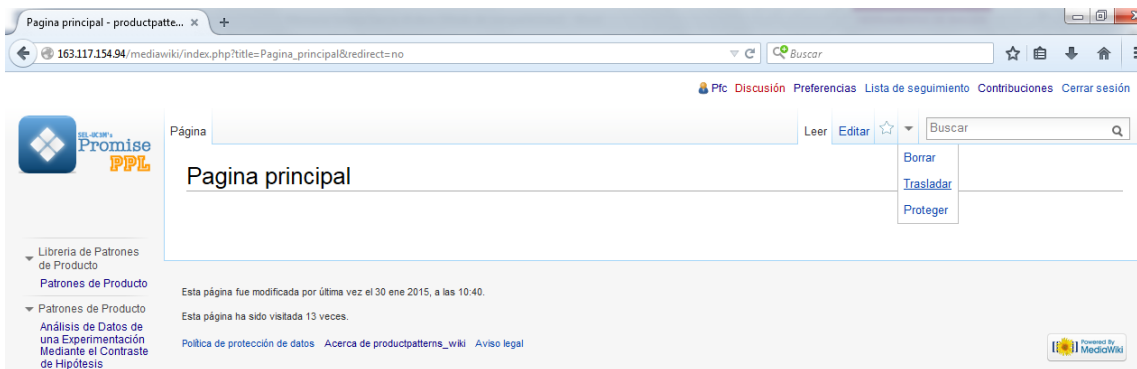 Pagina principal - productpatte...
163.117.154.94/mediawiki/index.php?title=Pagina_principal&redirect=no
Buscar
Pfc Discusión Preferencias Lista de seguimiento Contribuciones Cerrar sesión
SEL-UC3M's
Promise
PPL
Página
Leer Editar
Buscar
Borrar
Trasladar
Proteger
Pagina principal
Libreria de Patrones
de Producto
Patrones de Producto
Patrones de Producto
Análisis de Datos de
una Experimentación
Mediante el Contraste
de Hipótesis
Esta página fue modificada por última vez el 30 ene 2015, a las 10:40.
Esta página ha sido visitada 13 veces.
Política de protección de datos Acerca de productpatterns_wiki Aviso legal
Powered By
MediaWiki